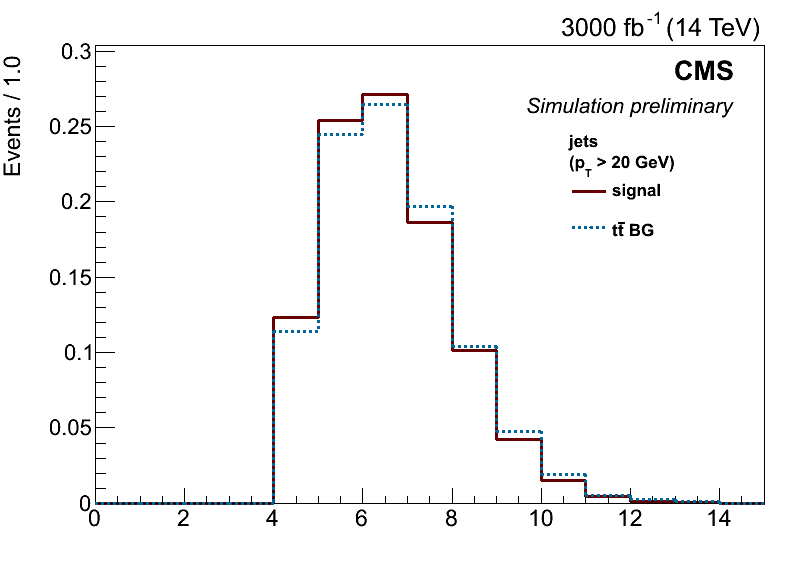 3000 fb-1 (14 TeV)
Events / 1.0
CMS
Simulation preliminary
jets
(pT > 20 GeV)
signal
tt̄ BG
0.3
0.25
0.2
0.15
0.1
0.05
0
0 2 4 6 8 10 12 14